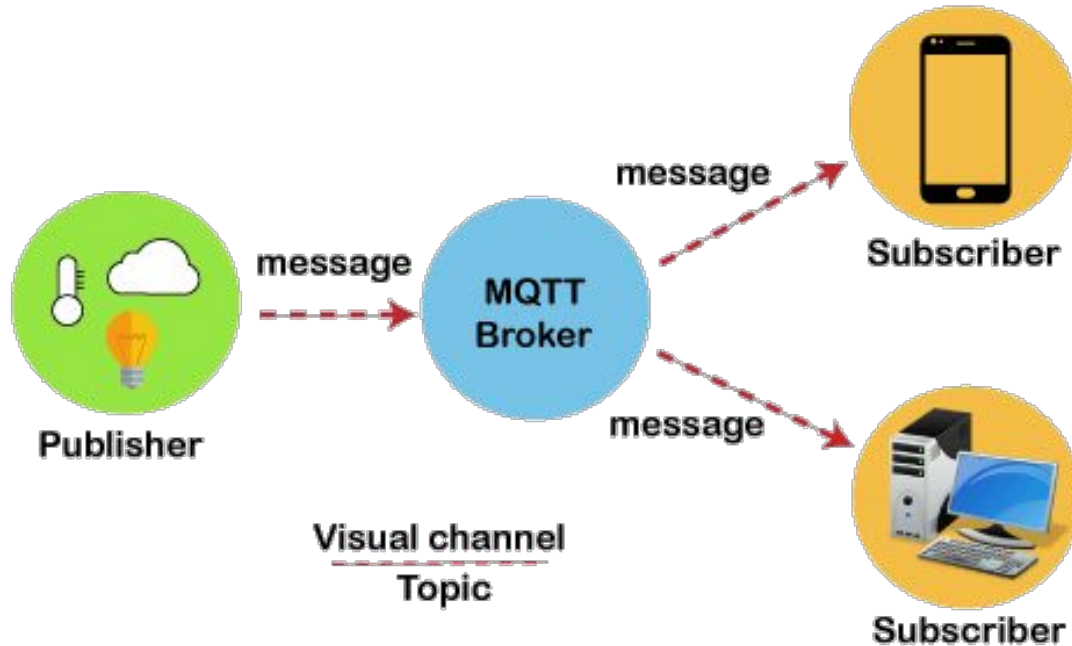 message
Subscriber
message
MQTT
Broker
Publisher
message
Visual channel
Topic
Subscriber